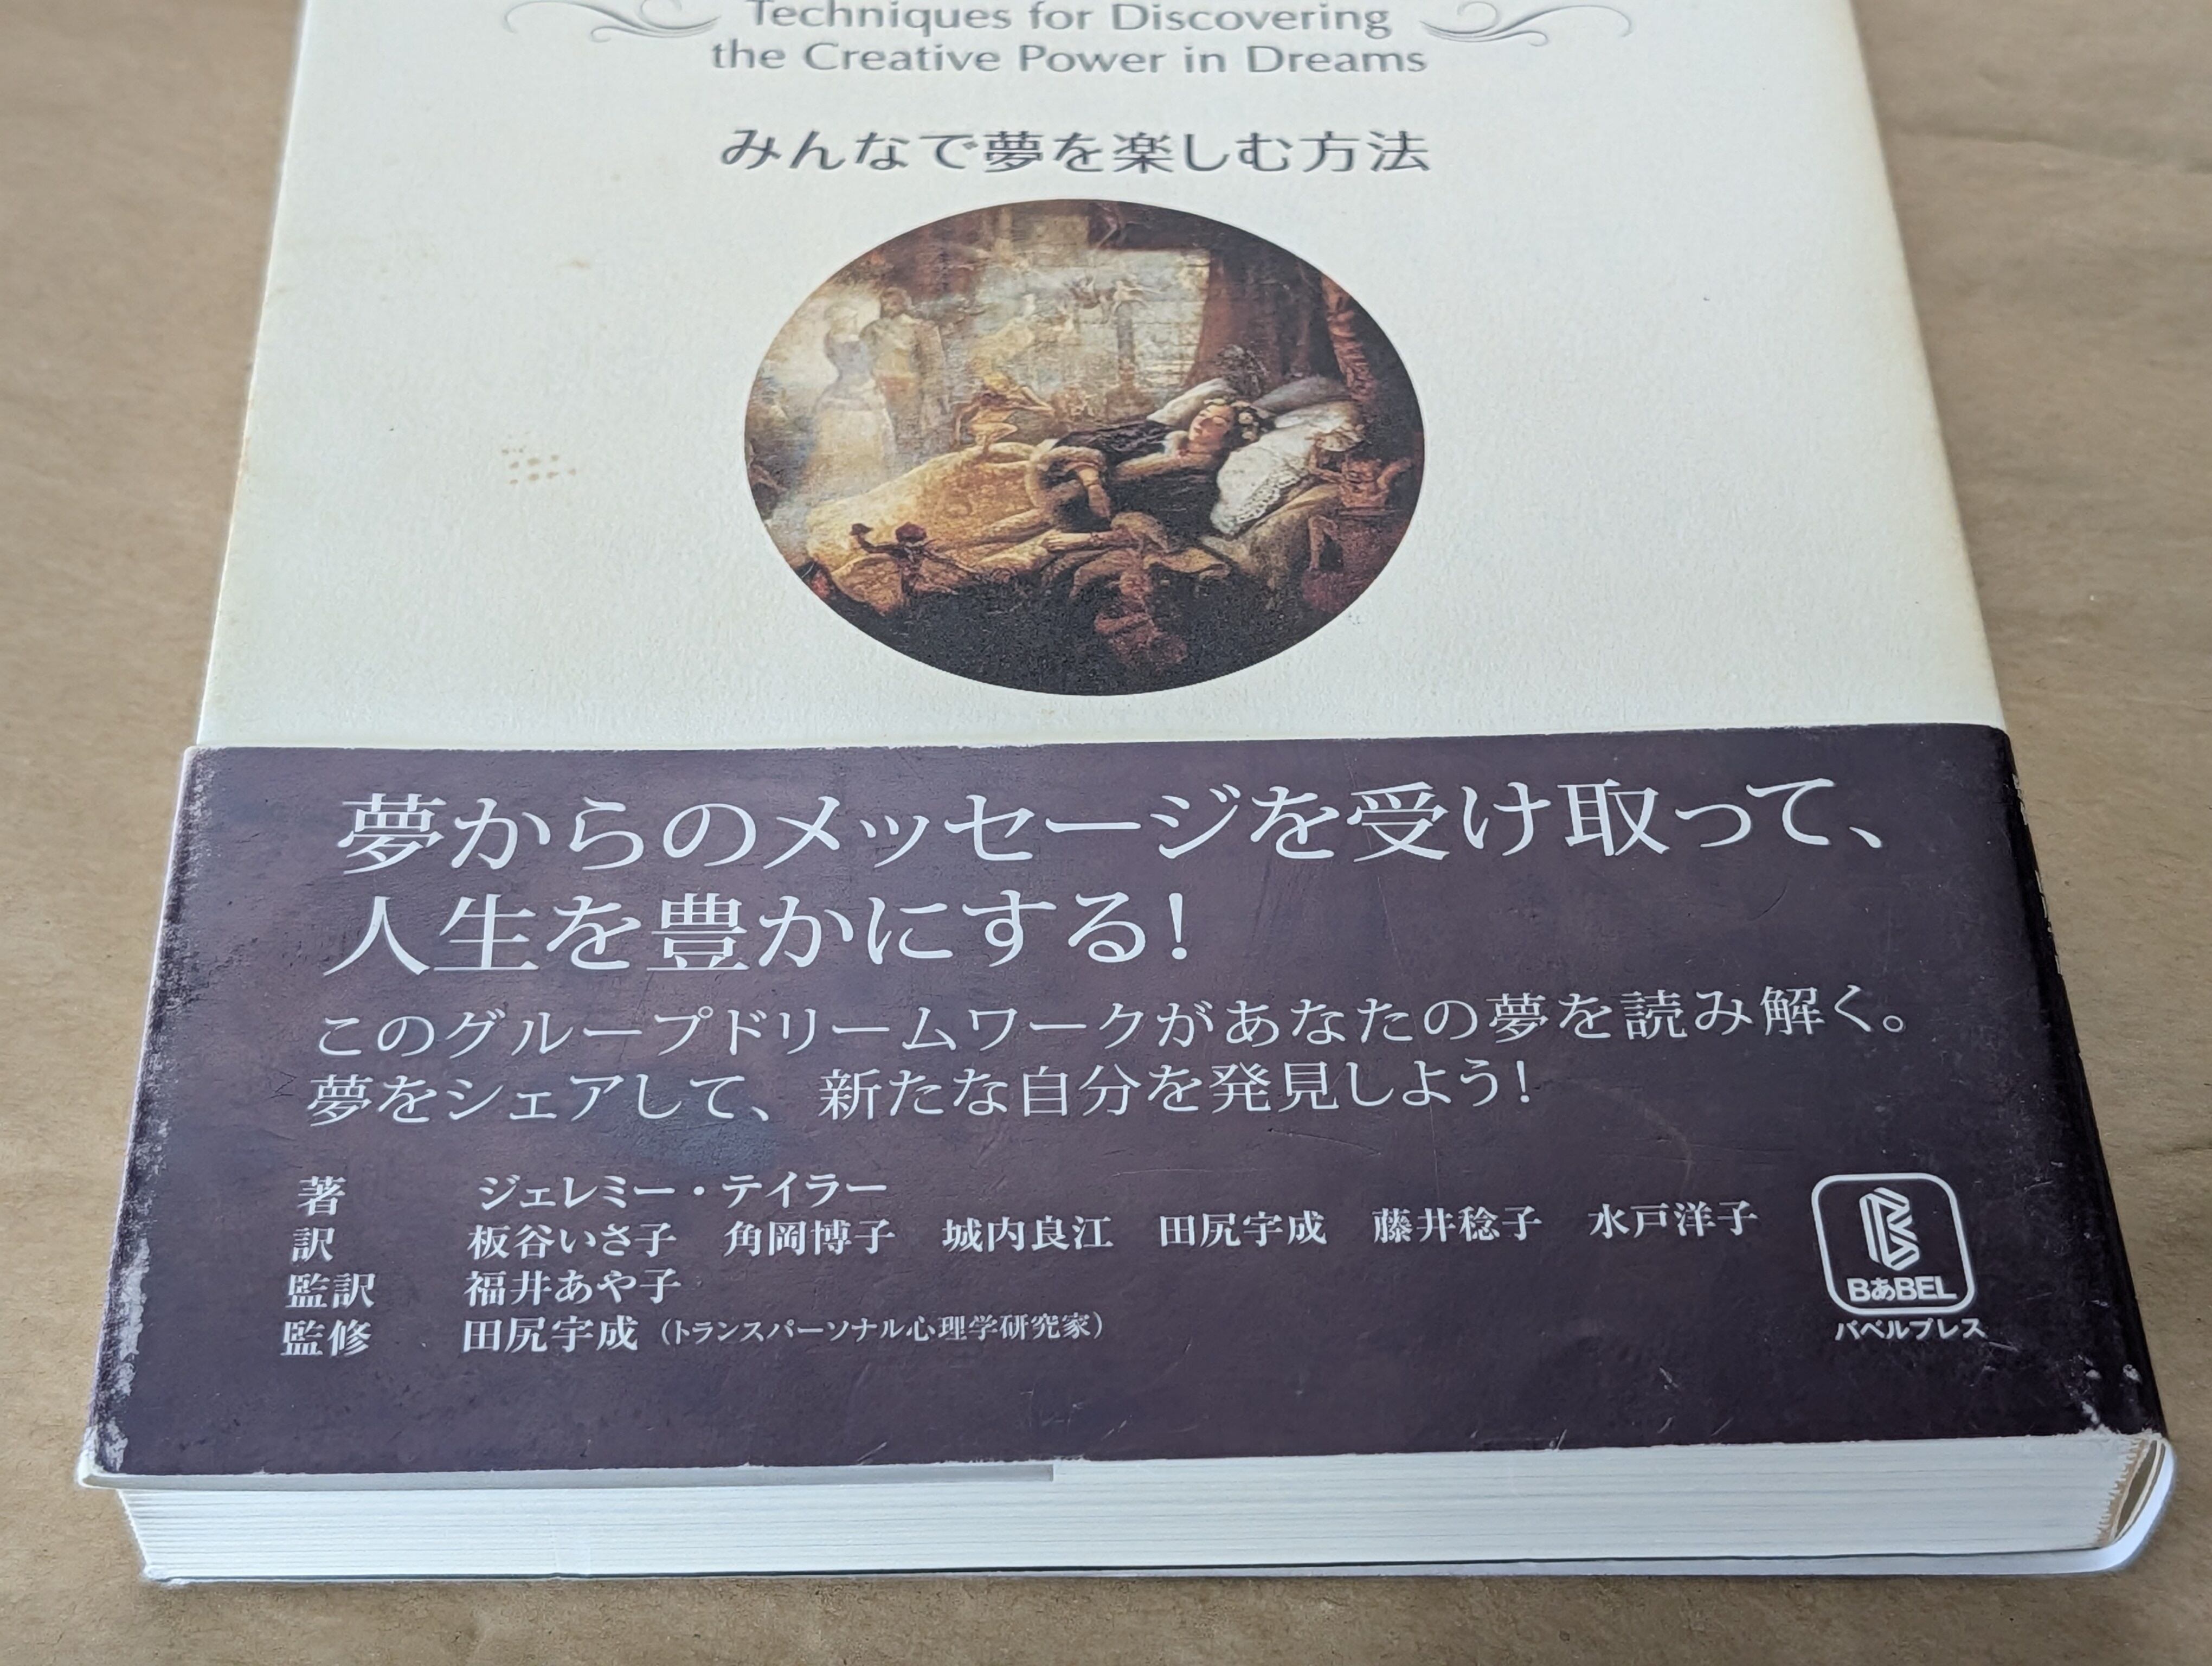 Techniques for Discovering
the Creative Power in Dreams
みんなで夢を楽しむ方法
夢からのメッセージを受け取って、
人生を豊かにする!
このグループドリームワークがあなたの夢を読み解く。
夢をシェアして、新たな自分を発見しよう!
著 ジェレミー・テイラー
訳 板谷いさ子 角岡博子 城内良江 田尻宇成 藤井稔子 水戸洋子
監訳 福井あや子
監修 田尻宇成（トランスパーソナル心理学研究家）
BあBEL
バベルプレス